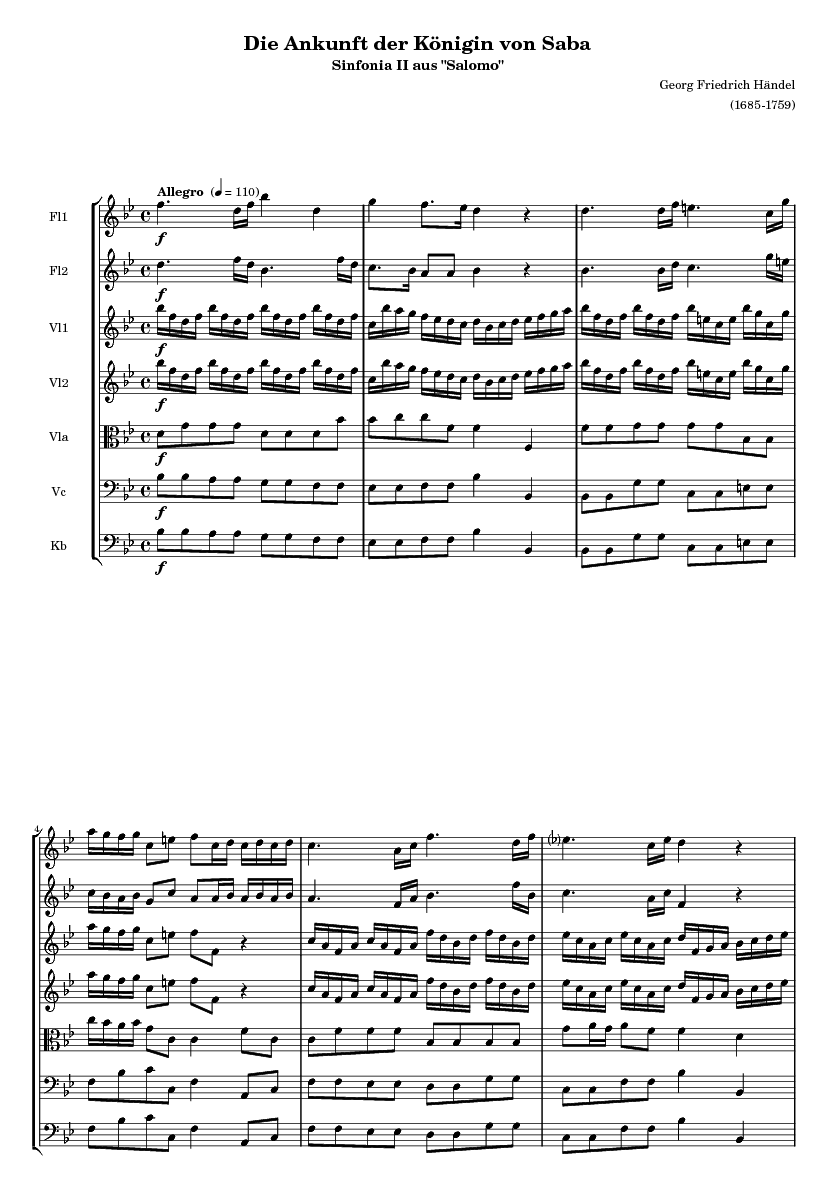 Die Ankunft der Königin von Saba
Sinfonia II aus "Salomo"
Georg Friedrich Händel
(1685-1759)
Allegro (♩ = 110)
Fl1
f
Fl2
f
Vl1
f
Vl2
f
Vla
f
Vc
f
Kb
f
4